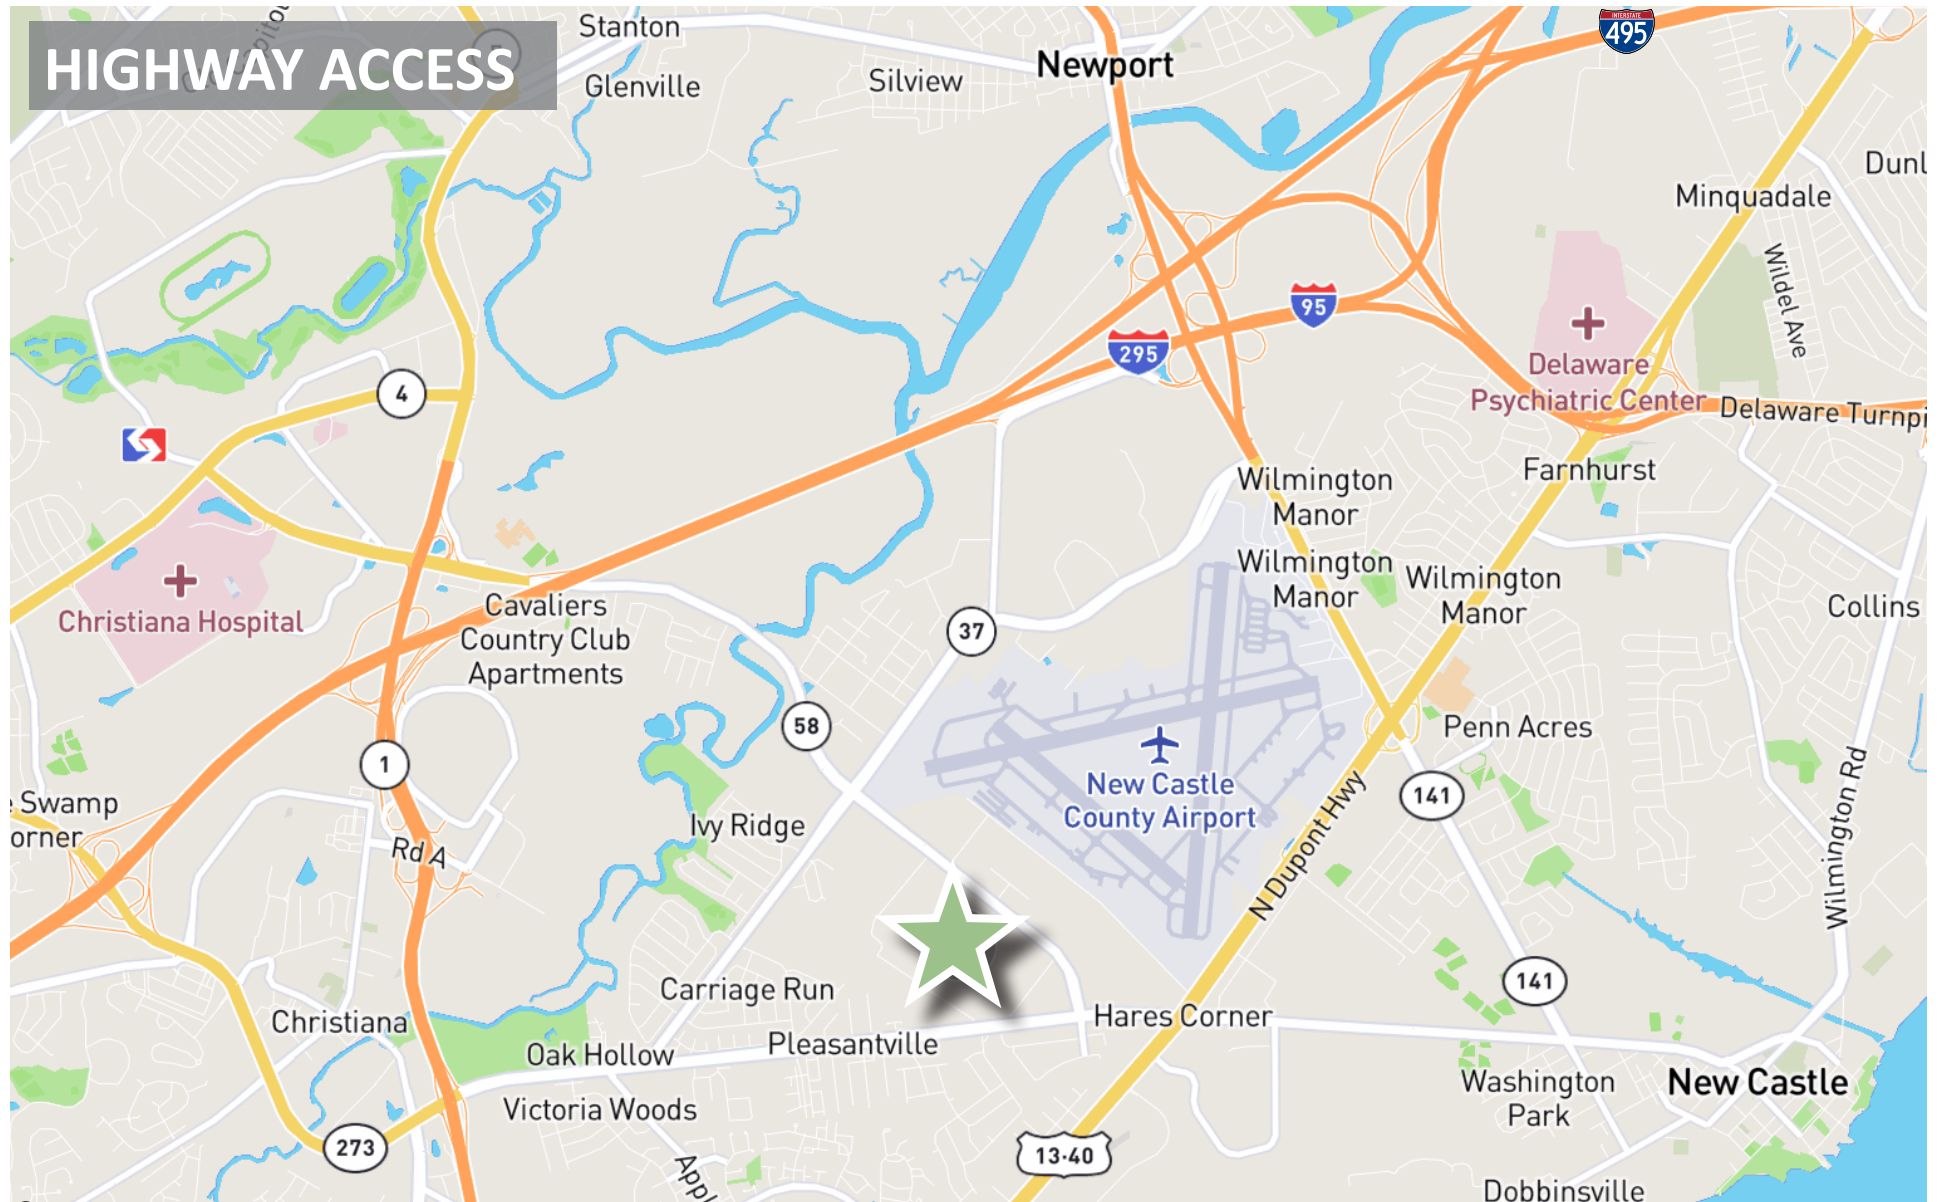 HIGHWAY ACCESS
Stanton
Glenville
Silview
Newport
INTERSTATE
495
Dunl
Minquadale
Wildel Ave
95
295
4
Delaware
Psychiatric Center
Delaware Turnpi
Farnhurst
Wilmington
Manor
Wilmington
Manor
Wilmington
Manor
Collins
Christiana Hospital
Cavaliers
Country Club
Apartments
37
58
1
New Castle
County Airport
Penn Acres
141
N Dupont Hwy
Wilmington Rd
Swamp
orner
Rd A
Ivy Ridge
Carriage Run
141
Christiana
Hares Corner
Oak Hollow
Pleasantville
Victoria Woods
Washington
Park
New Castle
273
13·40
Appl
Dobbinsville